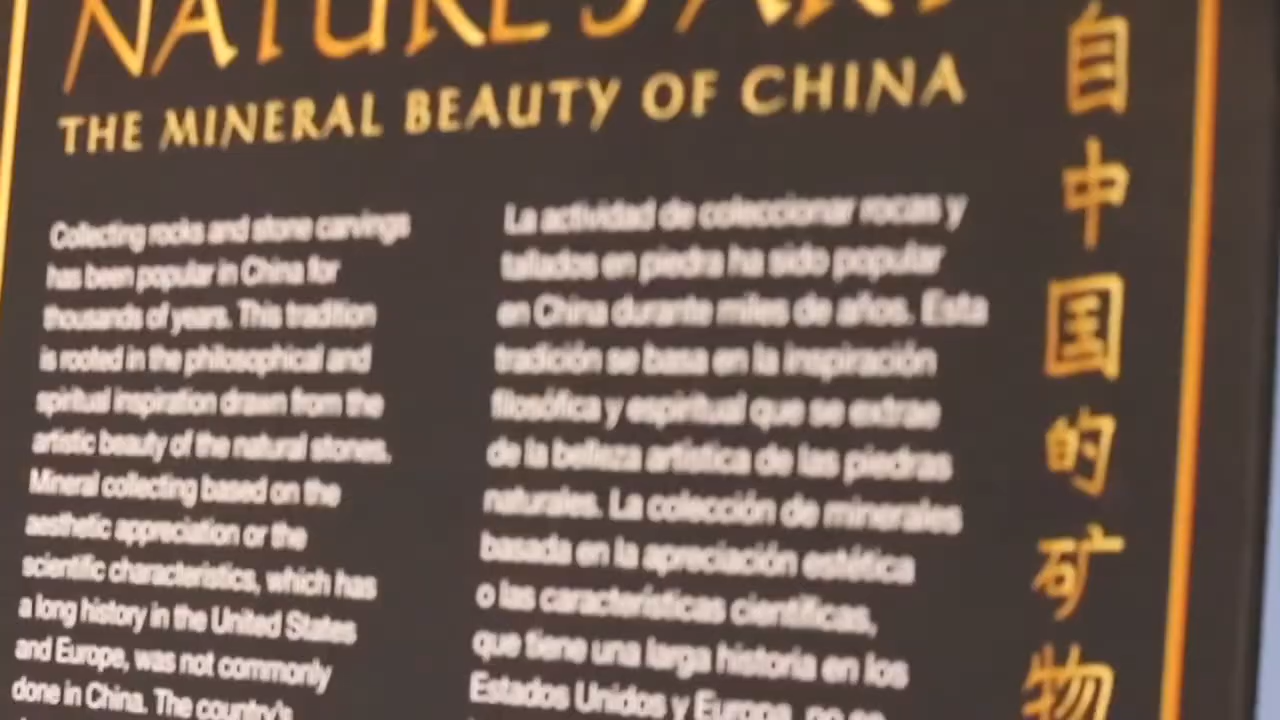 NATURE'S ART
THE MINERAL BEAUTY OF CHINA
Collecting rocks and stone carvings
has been popular in China for
thousands of years. This tradition
is rooted in the philosophical and
spiritual inspiration drawn from the
artistic beauty of the natural stones.
Mineral collecting based on the
aesthetic appreciation or the
scientific characteristics, which has
a long history in the United States
and Europe, was not commonly
done in China. The country's
La actividad de coleccionar rocas y
tallados en piedra ha sido popular
en China durante miles de años. Esta
tradición se basa en la inspiración
filosófica y espiritual que se extrae
de la belleza artística de las piedras
naturales. La colección de minerales
basada en la apreciación estética
o las características científicas,
que tiene una larga historia en los
Estados Unidos y Europa, no se
自中国的矿物